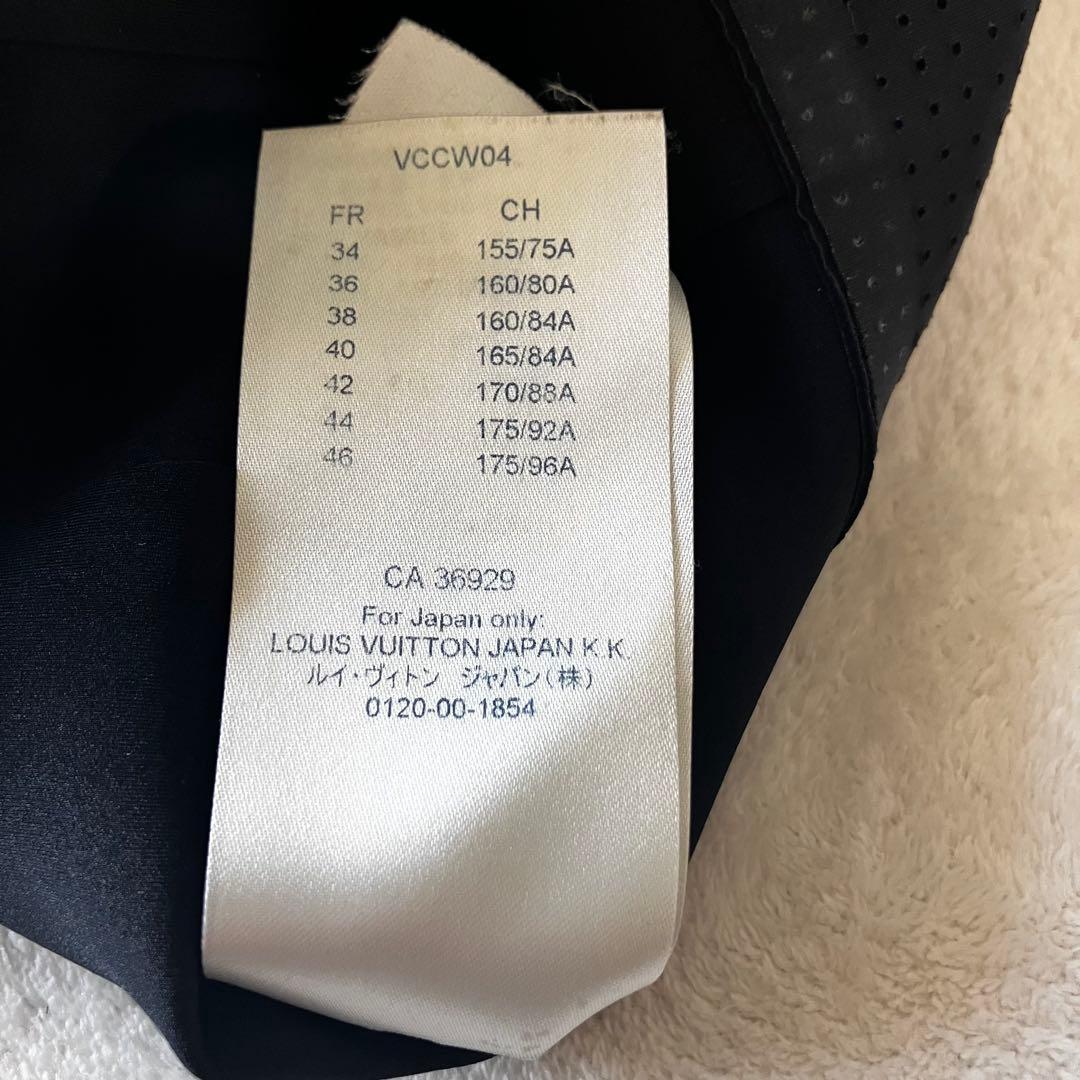 VCCW04
FR CH
34 155/75A
36 160/80A
38 160/84A
40 165/84A
42 170/88A
44 175/92A
46 175/96A
CA 36929
For Japan only:
LOUIS VUITTON JAPAN K.K.
ルイ・ヴィトン ジャパン(株)
0120-00-1854